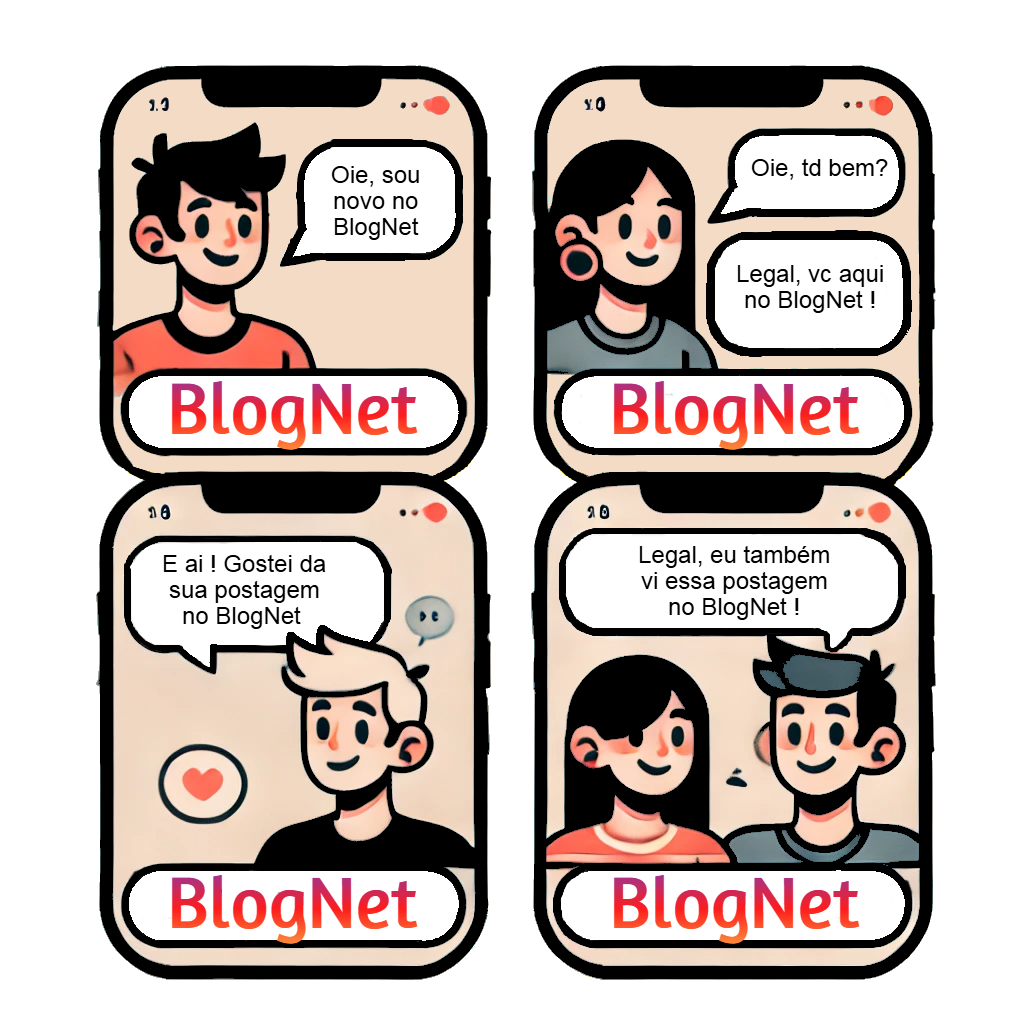 Oie, sou
novo no
BlogNet
BlogNet
Oie, td bem?
Legal, vc aqui
no BlogNet !
BlogNet
E ai ! Gostei da
sua postagem
no BlogNet
BlogNet
Legal, eu também
vi essa postagem
no BlogNet !
BlogNet